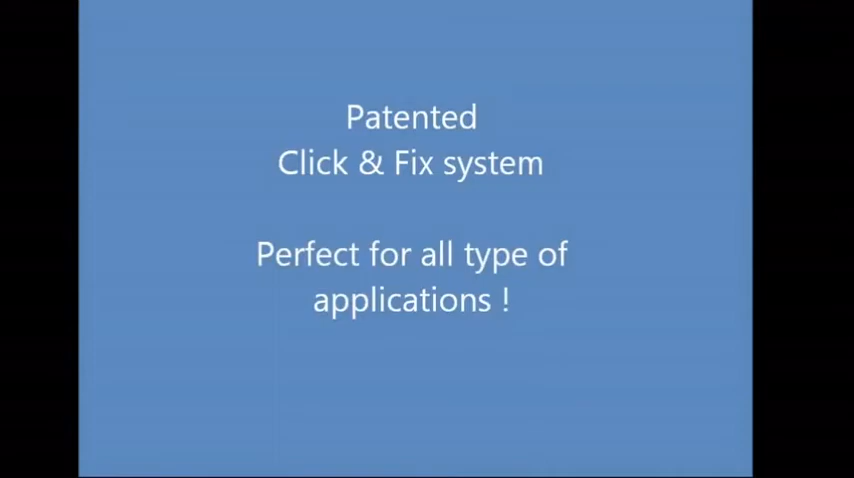 Patented
Click & Fix system
Perfect for all type of
applications !